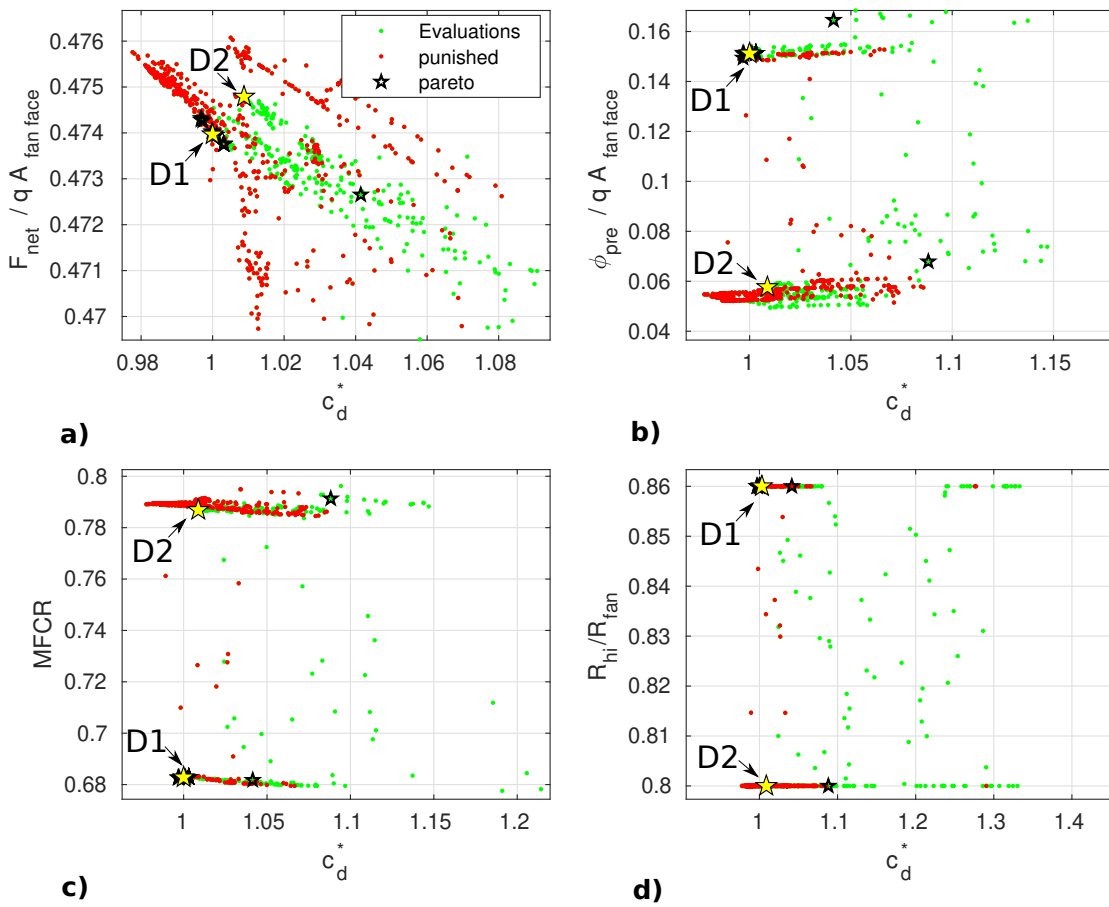 0.476
0.475
0.474
0.473
0.472
0.471
0.47
F_net / q A_fan face
D2
D1
Evaluations
punished
pareto
0.98 1 1.02 1.04 1.06 1.08
c_d^*
a)
0.16
0.14
0.12
0.1
0.08
0.06
0.04
ϕ_pre / q A_fan face
D1
D2
1 1.05 1.1 1.15
c_d^*
b)
0.8
0.78
0.76
0.74
0.72
0.7
0.68
MFCR
D2
D1
1 1.05 1.1 1.15 1.2
c_d^*
c)
0.86
0.85
0.84
0.83
0.82
0.81
0.8
R_hi/R_fan
D1
D2
1 1.1 1.2 1.3 1.4
c_d^*
d)